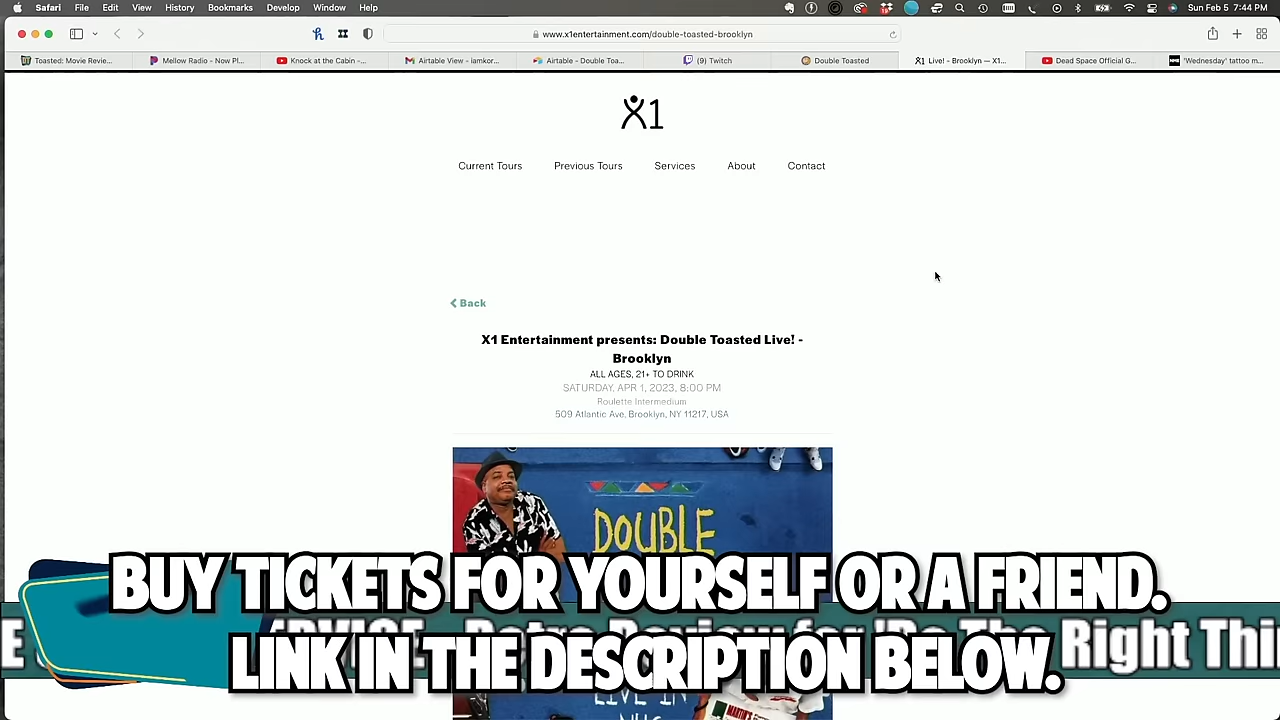 Safari File Edit View History Bookmarks Develop Window Help
Sun Feb 5 7:44 PM
www.x1entertainment.com/double-toasted-brooklyn
Toasted: Movie Revie...
Mellow Radio - Now Pl...
Knock at the Cabin -...
Airtable View - iamkor...
Airtable - Double Toa...
(9) Twitch
Double Toasted
Live! - Brooklyn — X1...
Dead Space Official G...
'Wednesday' tattoo m...
X1
Current Tours Previous Tours Services About Contact
Back
X1 Entertainment presents: Double Toasted Live! -
Brooklyn
ALL AGES, 21+ TO DRINK
SATURDAY, APR 1, 2023, 8:00 PM
Roulette Intermedium
509 Atlantic Ave, Brooklyn, NY 11217, USA
DOUBLE
BUY TICKETS FOR YOURSELF OR A FRIEND.
Right Thi
LINK IN THE DESCRIPTION BELOW.
LIVE IN